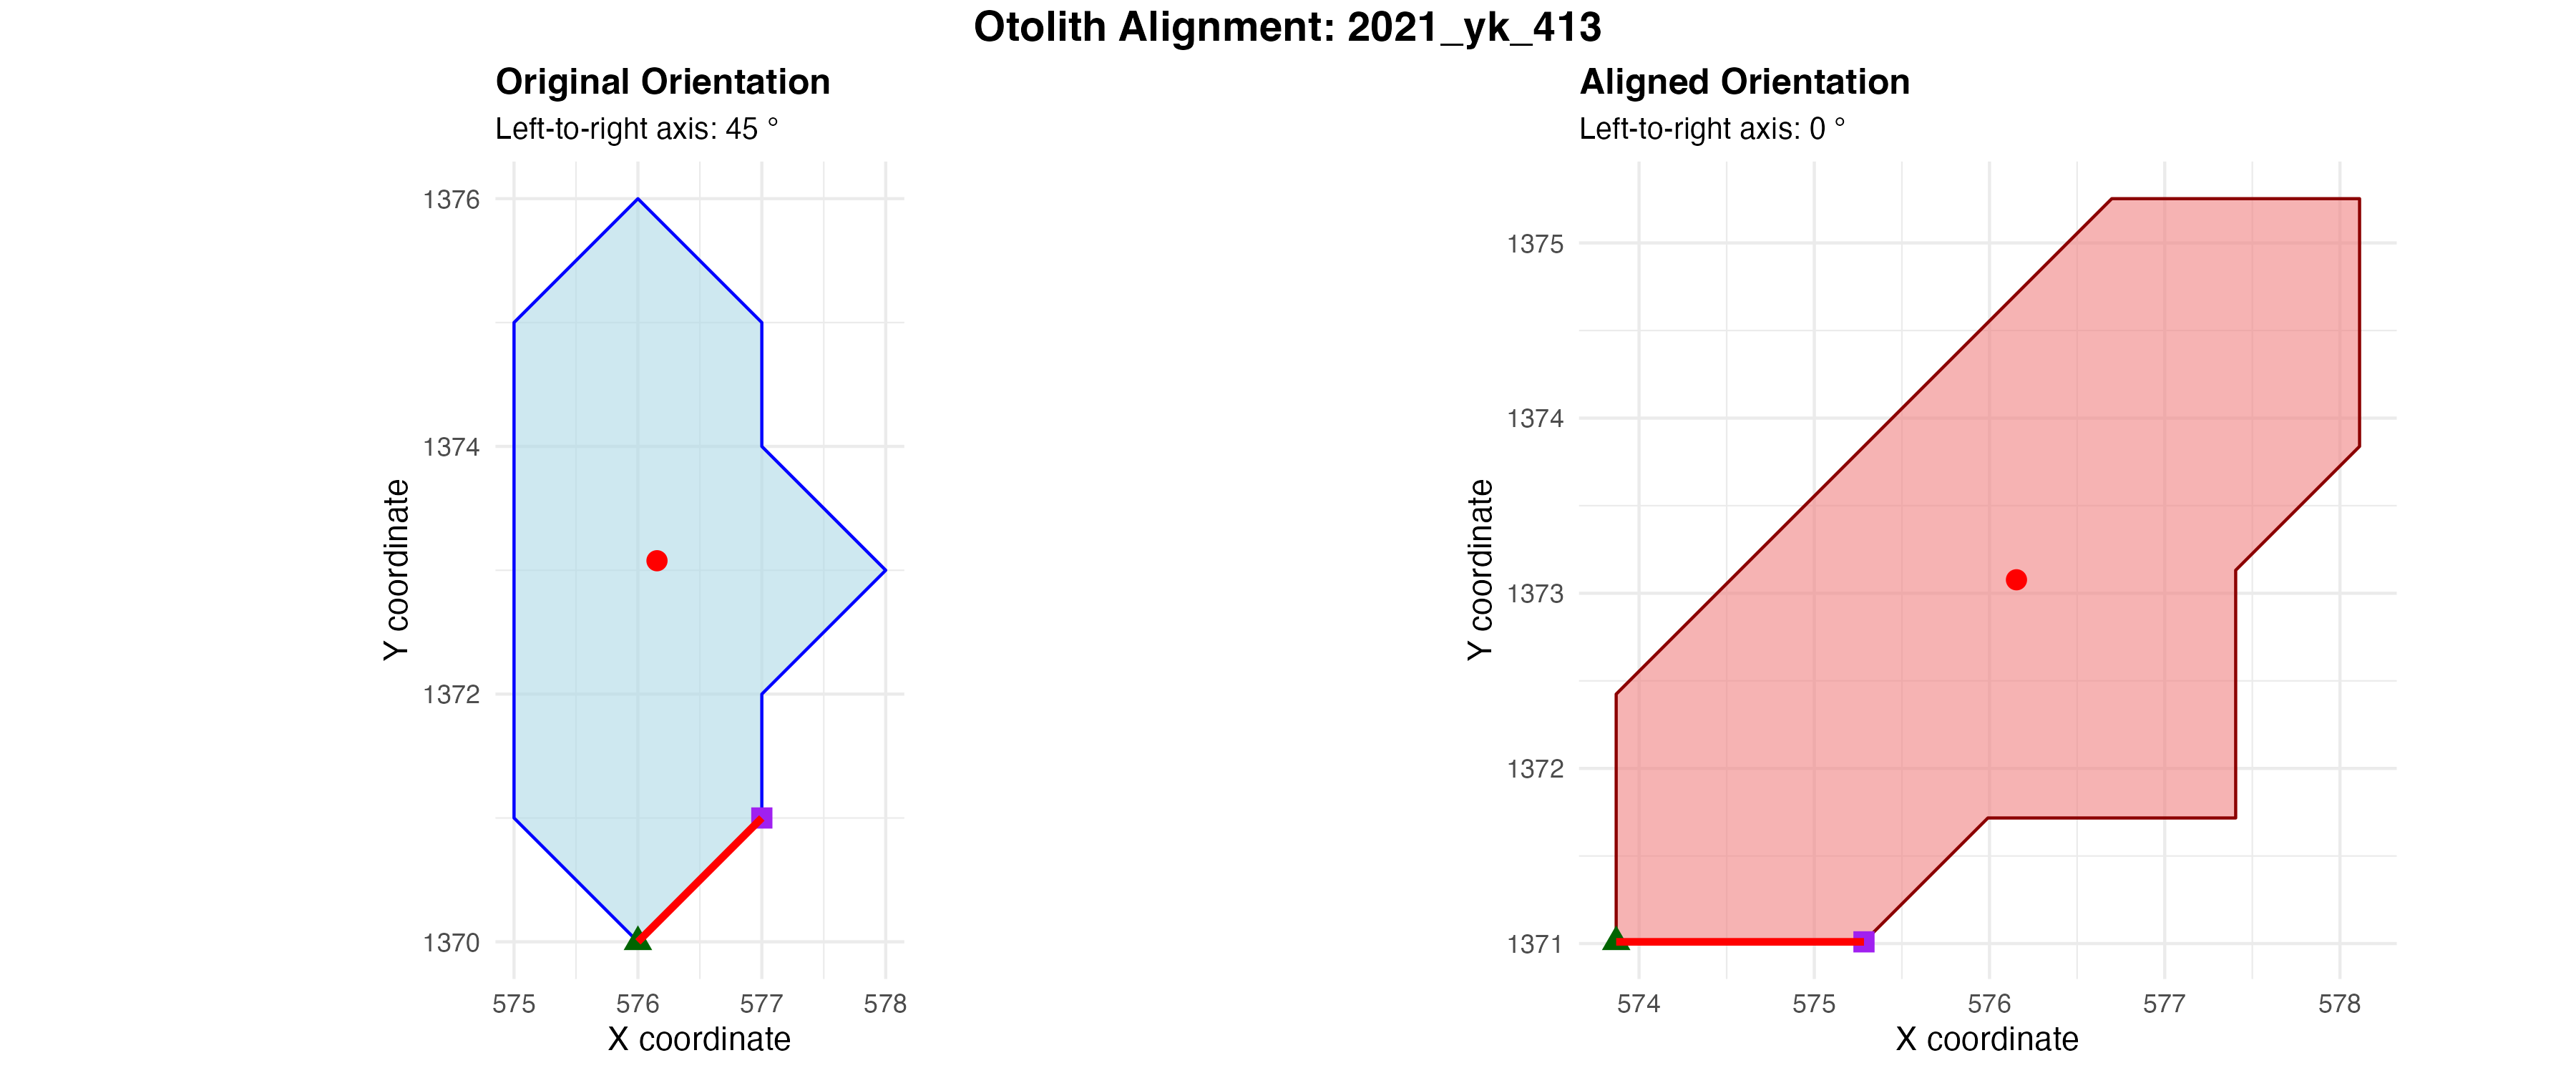 Otolith Alignment: 2021_yk_413
Original Orientation
Left-to-right axis: 45 °
1376
1374
1372
1370
Y coordinate
575 576 577 578
X coordinate
Aligned Orientation
Left-to-right axis: 0 °
1375
1374
1373
1372
1371
Y coordinate
574 575 576 577 578
X coordinate